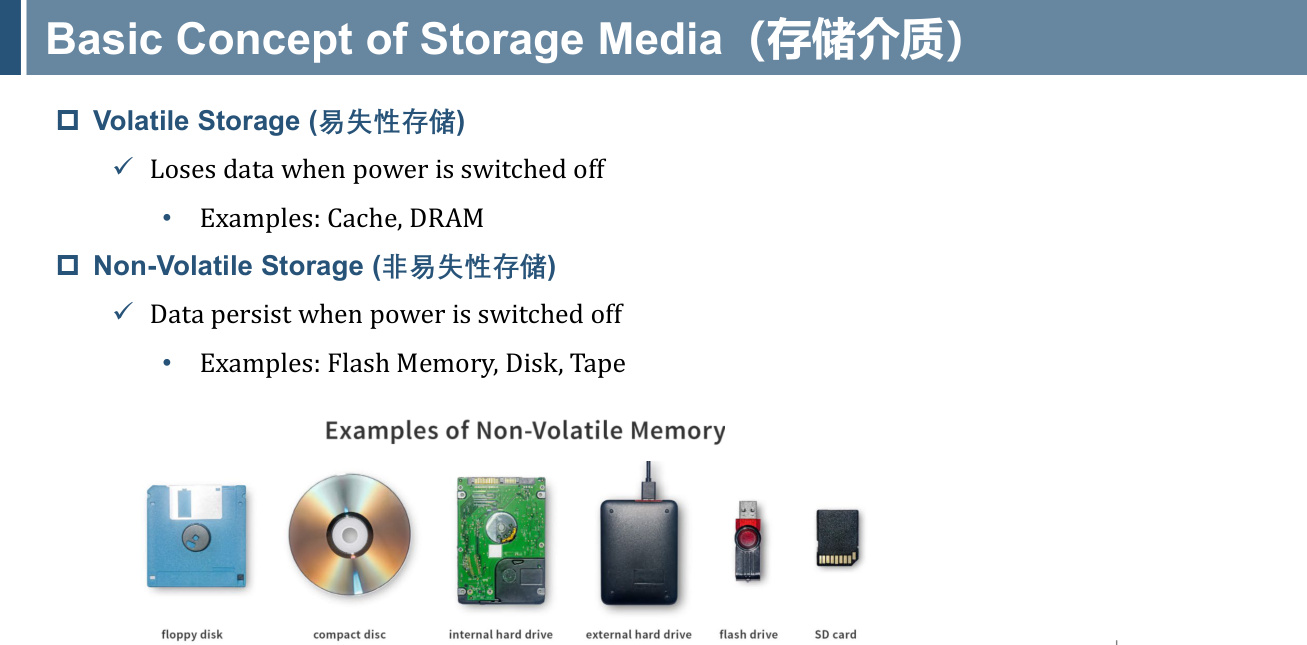 Basic Concept of Storage Media（存储介质）
Volatile Storage (易失性存储)
Loses data when power is switched off
Examples: Cache, DRAM
Non-Volatile Storage (非易失性存储)
Data persist when power is switched off
Examples: Flash Memory, Disk, Tape
Examples of Non-Volatile Memory
floppy disk compact disc internal hard drive external hard drive flash drive SD card